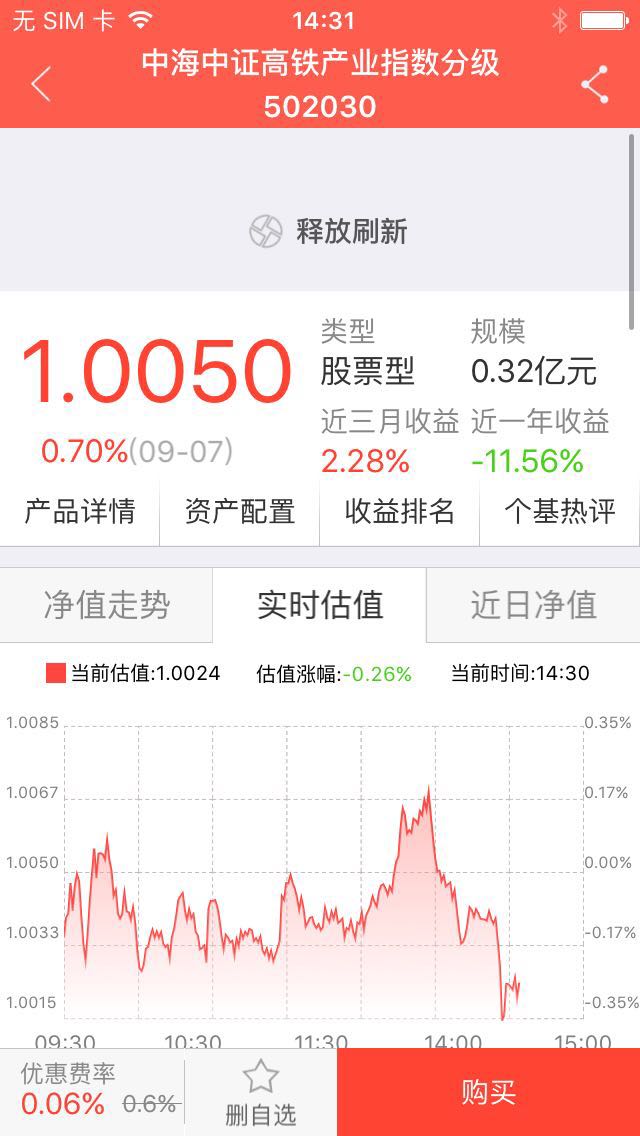 无 SIM 卡 14:31
中海中证高铁产业指数分级
502030
释放刷新
1.0050
0.70%(09-07)
类型 规模
股票型 0.32亿元
近三月收益 近一年收益
2.28% -11.56%
产品详情 资产配置 收益排名 个基热评
净值走势 实时估值 近日净值
当前估值:1.0024 估值涨幅:-0.26% 当前时间:14:30
1.0085 0.35%
1.0067 0.17%
1.0050 0.00%
1.0033 -0.17%
1.0015 -0.35%
09:30 10:30 11:30 14:00 15:00
优惠费率
0.06% 0.6%
删自选
购买